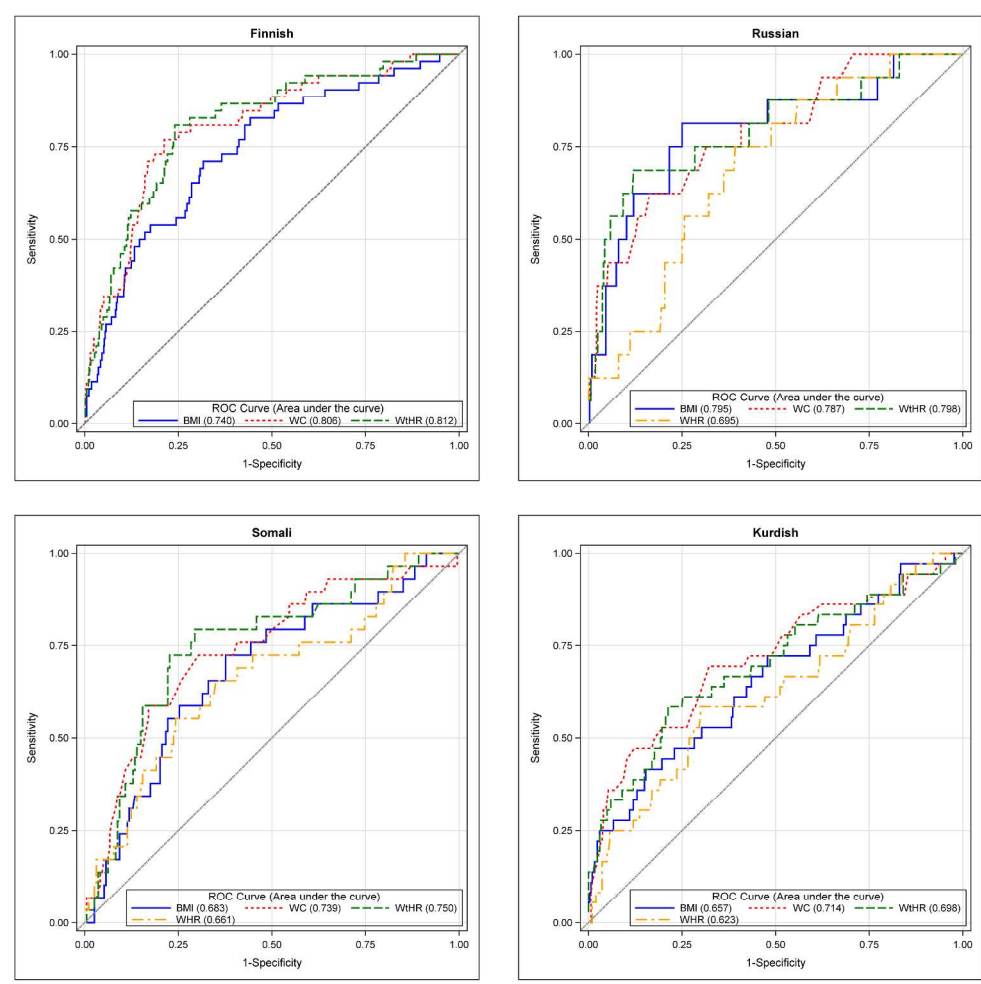 Finnish
1.00
0.75
0.50
0.25
0.00
Sensitivity
ROC Curve (Area under the curve)
BMI (0.740) WC (0.806) WtHR (0.812)
0.00 0.25 0.50 0.75 1.00
1-Specificity
Russian
1.00
0.75
0.50
0.25
0.00
Sensitivity
ROC Curve (Area under the curve)
BMI (0.795) WC (0.787) WtHR (0.798)
WHR (0.695)
0.00 0.25 0.50 0.75 1.00
1-Specificity
Somali
1.00
0.75
0.50
0.25
0.00
Sensitivity
ROC Curve (Area under the curve)
BMI (0.683) WC (0.739) WtHR (0.750)
WHR (0.661)
0.00 0.25 0.50 0.75 1.00
1-Specificity
Kurdish
1.00
0.75
0.50
0.25
0.00
Sensitivity
ROC Curve (Area under the curve)
BMI (0.657) WC (0.714) WtHR (0.698)
WHR (0.623)
0.00 0.25 0.50 0.75 1.00
1-Specificity